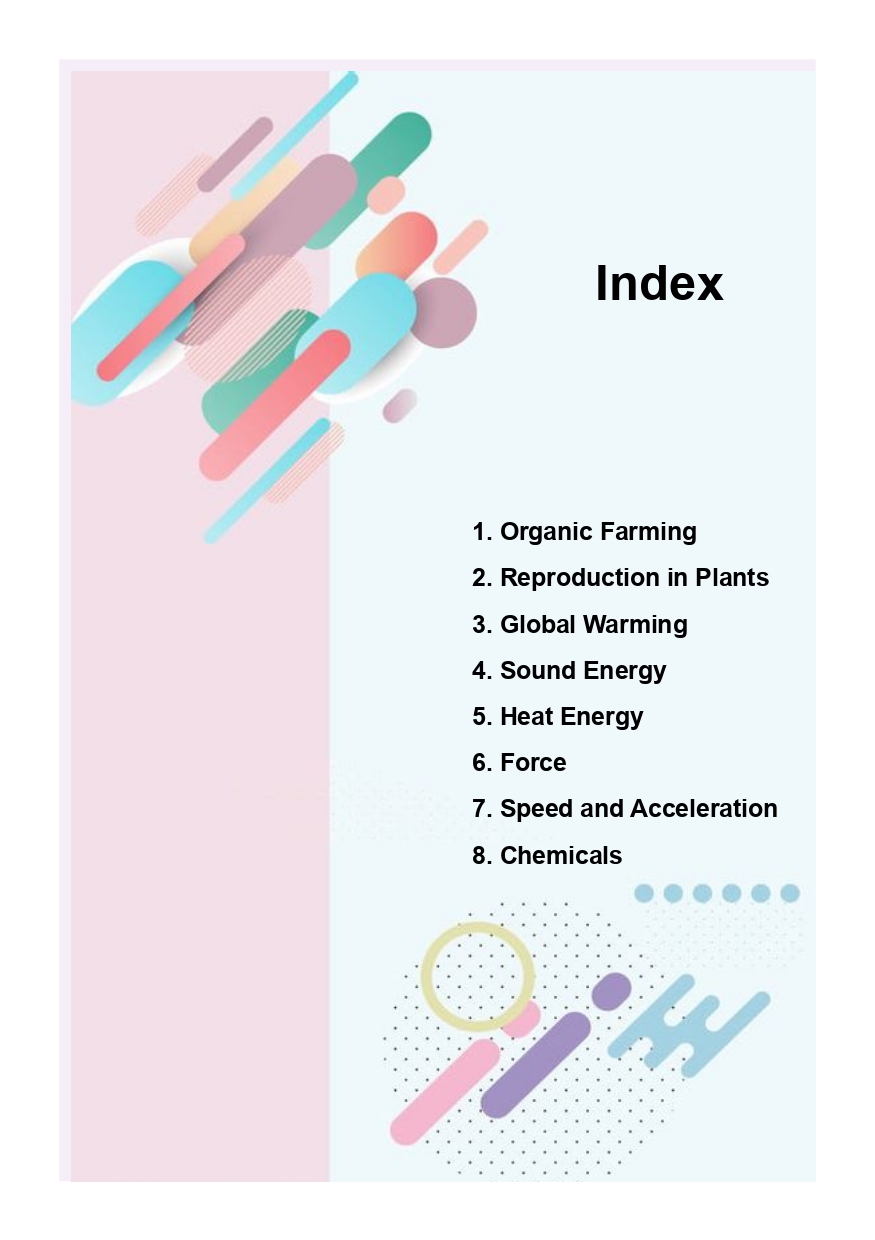 Index
1. Organic Farming
2. Reproduction in Plants
3. Global Warming
4. Sound Energy
5. Heat Energy
6. Force
7. Speed and Acceleration
8. Chemicals